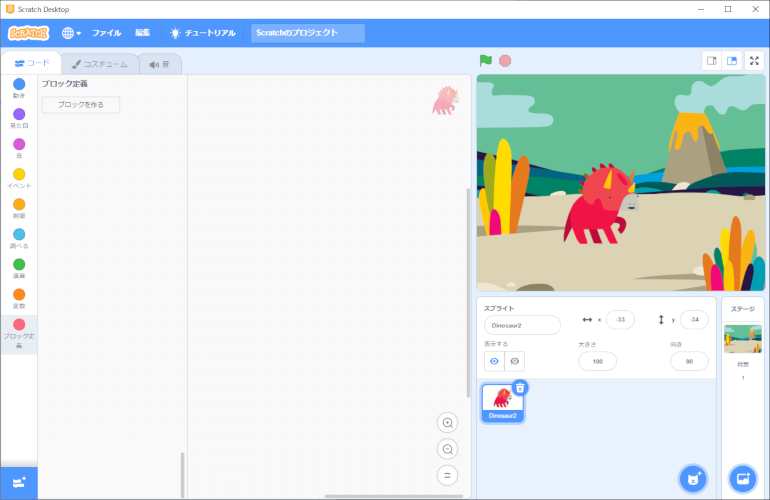 Scratch Desktop
SCRATCH
ファイル
編集
チュートリアル
Scratchのプロジェクト
コード
コスチューム
音
動き
見た目
音
イベント
制御
調べる
演算
変数
ブロック定
義
ブロック定義
ブロックを作る
スプライト
Dinosaur2
x
-33
y
-34
表示する
大きさ
100
向き
90
Dinosaur2
ステージ
背景
1